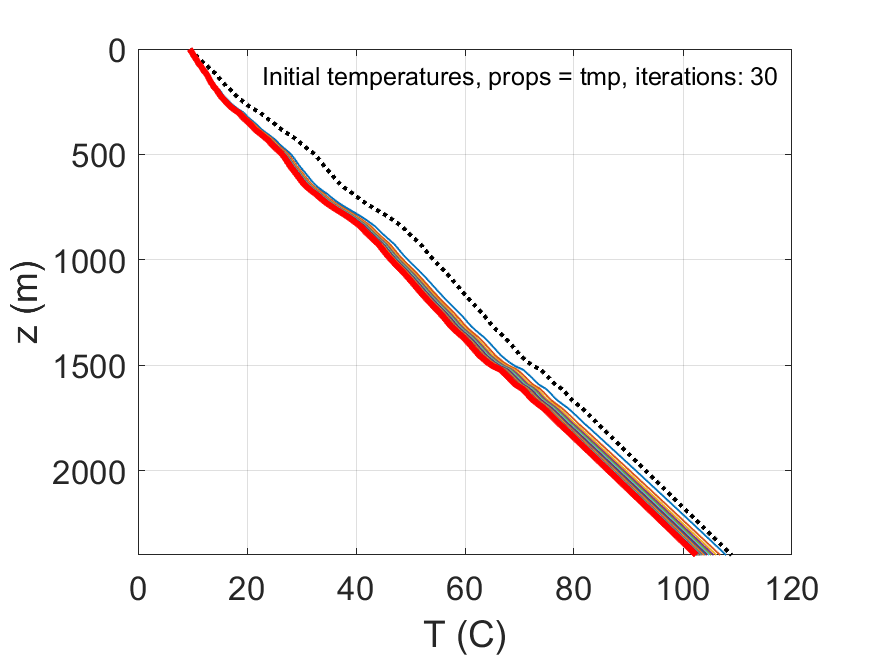 Initial temperatures, props = tmp, iterations: 30
0
500
1000
1500
2000
z (m)
0 20 40 60 80 100 120
T (C)